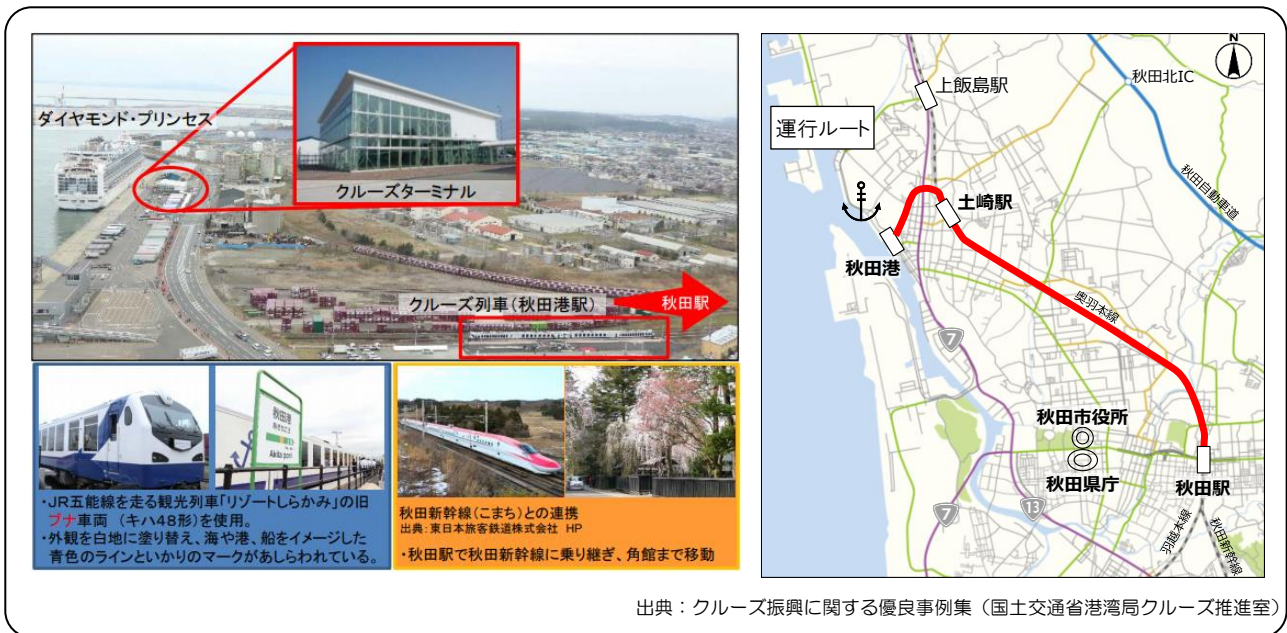 ダイヤモンド・プリンセス
クルーズターミナル
クルーズ列車(秋田港駅)
秋田駅
秋田港
Akita port
・JR五能線を走る観光列車「リゾートしらかみ」の旧
ブナ車両 (キハ48形)を使用。
・外観を白地に塗り替え、海や港、船をイメージした
青色のラインといかりのマークがあしらわれている。
秋田新幹線(こまち)との連携
出典:東日本旅客鉄道株式会社 HP
・秋田駅で秋田新幹線に乗り継ぎ、角館まで移動
運行ルート
N
上飯島駅
秋田北IC
秋田自動車道
土崎駅
秋田港
奥羽本線
7
秋田市役所
秋田県庁
秋田駅
7
13
羽越本線
秋田新幹線
出典:クルーズ振興に関する優良事例集(国土交通省港湾局クルーズ推進室)